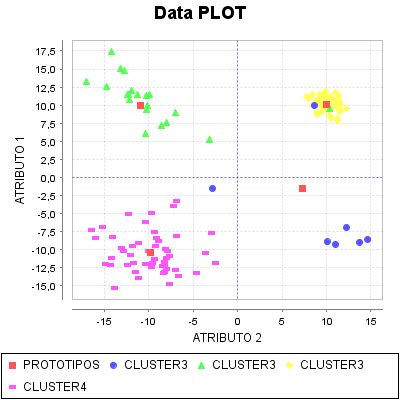 Data PLOT
ATRIBUTO 1
17,5
15,0
12,5
10,0
7,5
5,0
2,5
0,0
-2,5
-5,0
-7,5
-10,0
-12,5
-15,0
-15 -10 -5 0 5 10 15
ATRIBUTO 2
PROTOTIPOS CLUSTER3 CLUSTER3 CLUSTER3
CLUSTER4